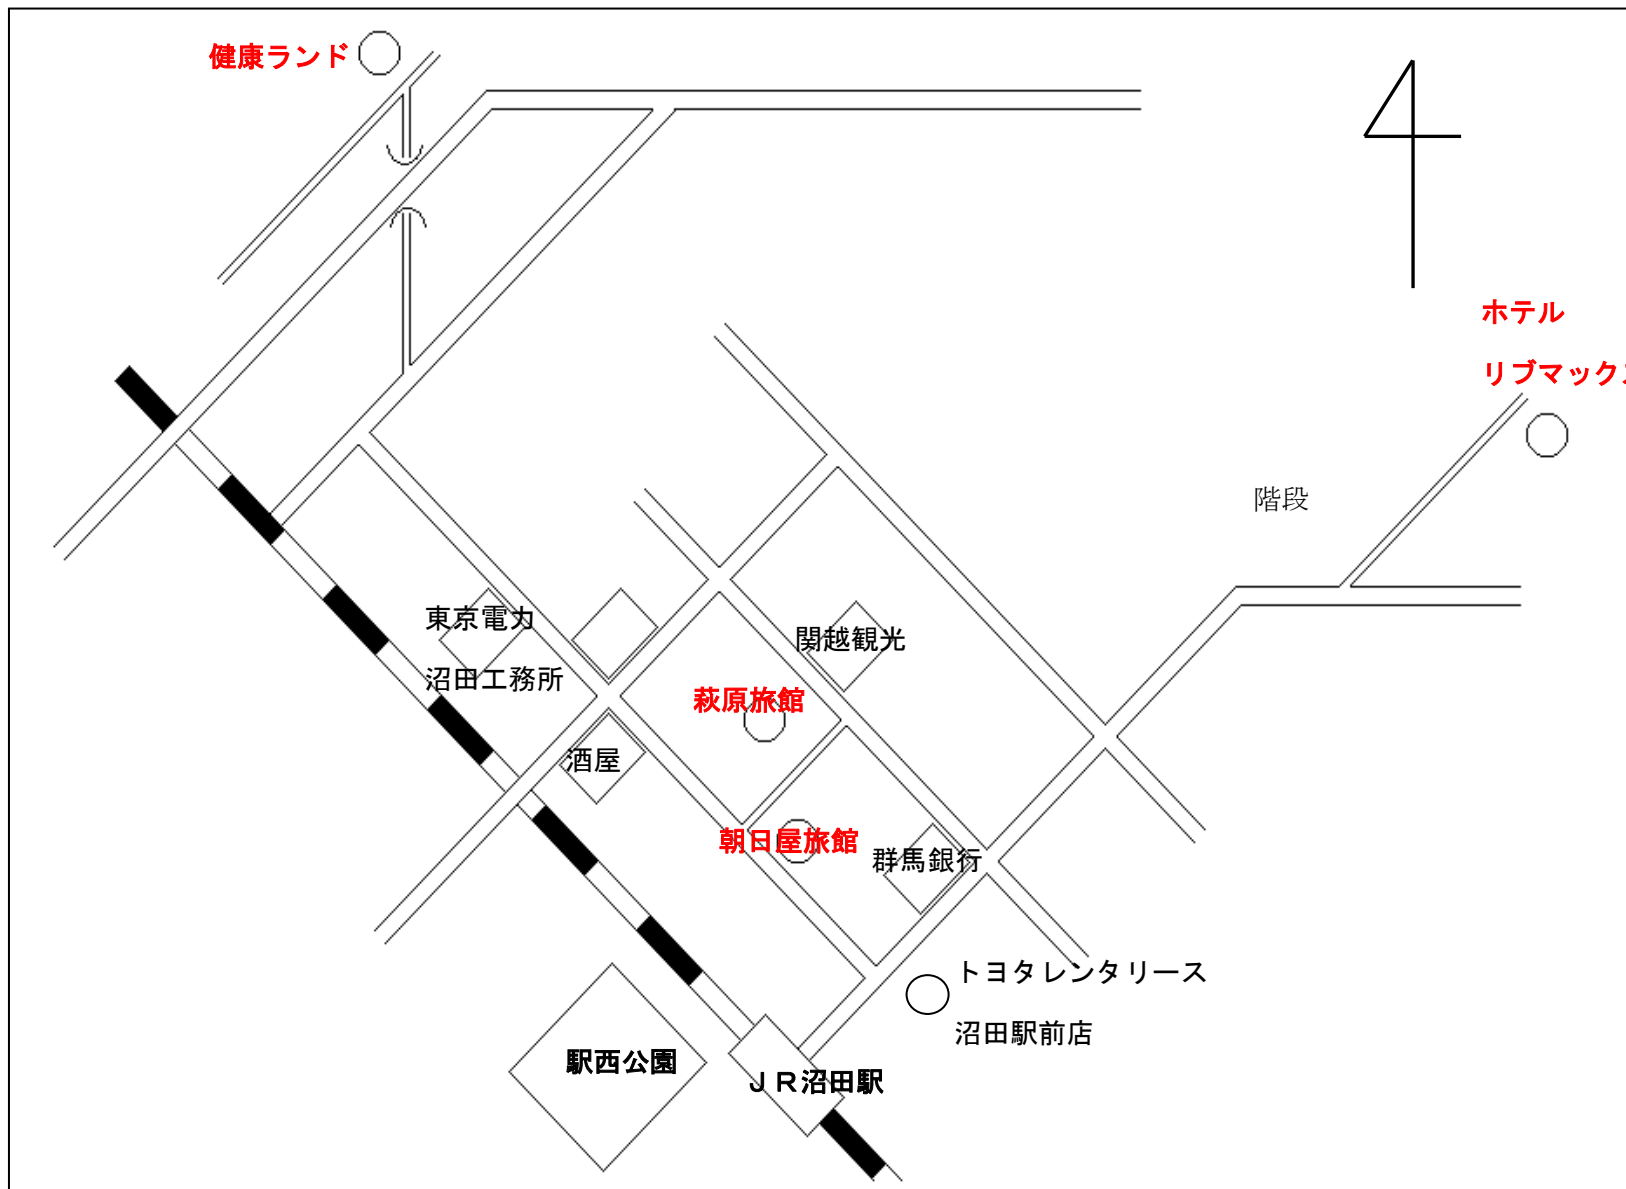 健康ランド
ホテル
リブマックス
階段
東京電力
沼田工務所
関越観光
萩原旅館
酒屋
朝日屋旅館
群馬銀行
トヨタレンタリース
沼田駅前店
駅西公園
ＪＲ沼田駅